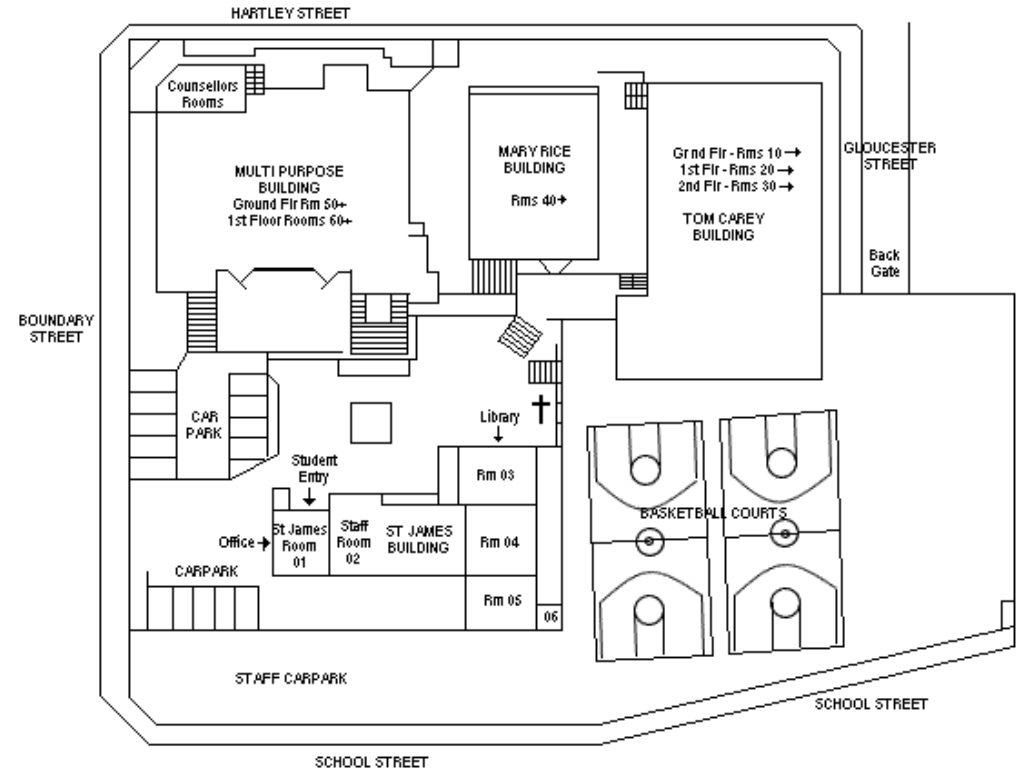 HARTLEY STREET
Counsellors
Rooms
MULTI PURPOSE
BUILDING
Ground Flr Rm 50+
1st Floor Rooms 60+
MARY RICE
BUILDING
Rms 40→
Grnd Flr - Rms 10→
1st Flr - Rms 20→
2nd Flr - Rms 30→
TOM CAREY
BUILDING
GLOUCESTER
STREET
Back
Gate
BOUNDARY
STREET
CAR
PARK
Library
Student
Entry
Rm 03
St James
Room
01
Staff
Room
02
ST JAMES
BUILDING
Rm 04
Office
BASKETBALL COURTS
CARPARK
Rm 05
06
STAFF CARPARK
SCHOOL STREET
SCHOOL STREET